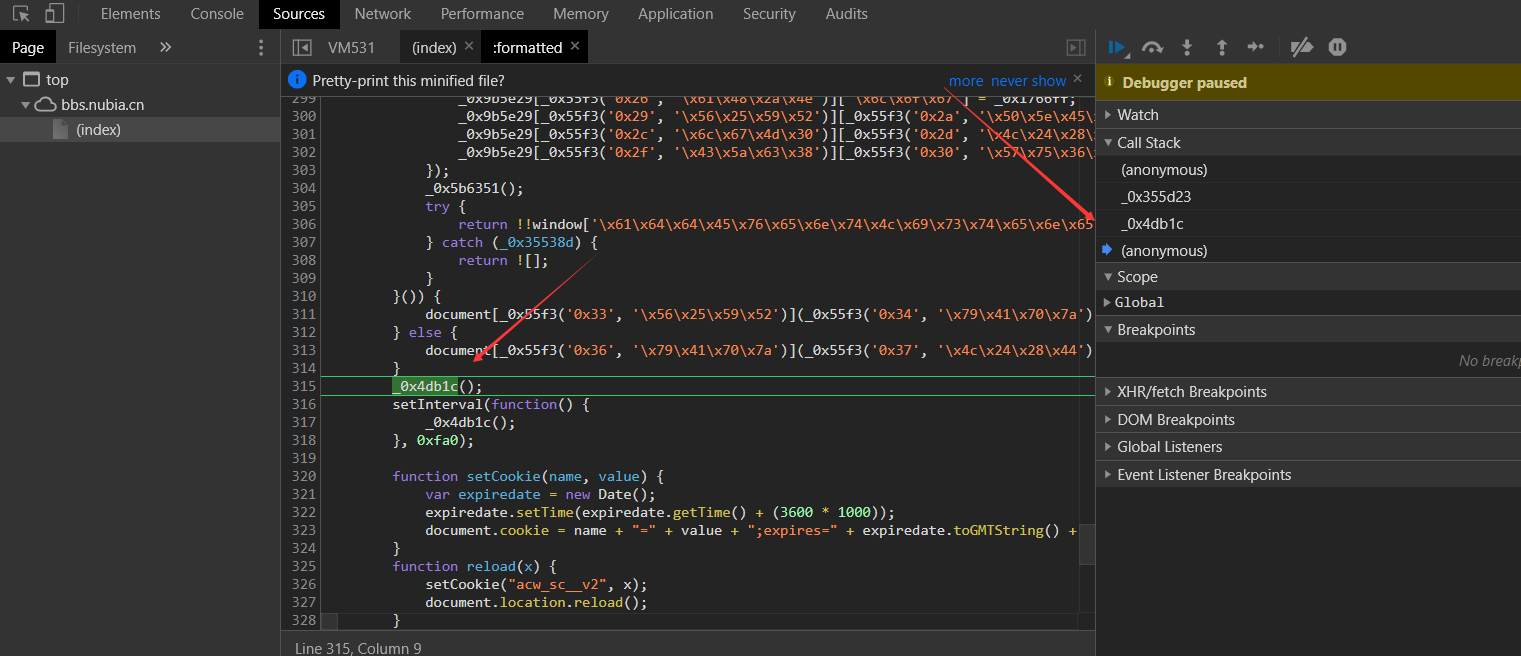 Elements Console Sources Network Performance Memory Application Security Audits
Page Filesystem » VM531 (index) × :formatted ×
Pretty-print this minified file? more never show ×
Debugger paused
top
bbs.nubia.cn
(index)
299 _0x9b5e29[_0x55f3('0x26', '\x61\x48\x2a\x4e')]['\x6c\x6f\x67'] = _0x1766ff;
300 _0x9b5e29[_0x55f3('0x29', '\x56\x25\x59\x52')][_0x55f3('0x2a', '\x50\x5e\x45\
301 _0x9b5e29[_0x55f3('0x2c', '\x6c\x67\x4d\x30')][_0x55f3('0x2d', '\x4c\x24\x28\
302 _0x9b5e29[_0x55f3('0x2f', '\x43\x5a\x63\x38')][_0x55f3('0x30', '\x57\x75\x36\
303 });
304 _0x5b6351();
305 try {
306 return !!window['\x61\x64\x64\x45\x76\x65\x6e\x74\x4c\x69\x73\x74\x65\x6e\x65
307 } catch (_0x35538d) {
308 return ![];
309 }
310 }()) {
311 document[_0x55f3('0x33', '\x56\x25\x59\x52')](_0x55f3('0x34', '\x79\x41\x70\x7a')
312 } else {
313 document[_0x55f3('0x36', '\x79\x41\x70\x7a')](_0x55f3('0x37', '\x4c\x24\x28\x44')
314 }
315 _0x4db1c();
316 setInterval(function() {
317 _0x4db1c();
318 }, 0xfa0);
319
320 function setCookie(name, value) {
321 var expiredate = new Date();
322 expiredate.setTime(expiredate.getTime() + (3600 * 1000));
323 document.cookie = name + "=" + value + ";expires=" + expiredate.toGMTString() +
324 }
325 function reload(x) {
326 setCookie("acw_sc__v2", x);
327 document.location.reload();
328 }
Line 315, Column 9
Watch
Call Stack
(anonymous)
_0x355d23
_0x4db1c
(anonymous)
Scope
Global
Breakpoints
No
XHR/fetch Breakpoints
DOM Breakpoints
Global Listeners
Event Listener Breakpoints